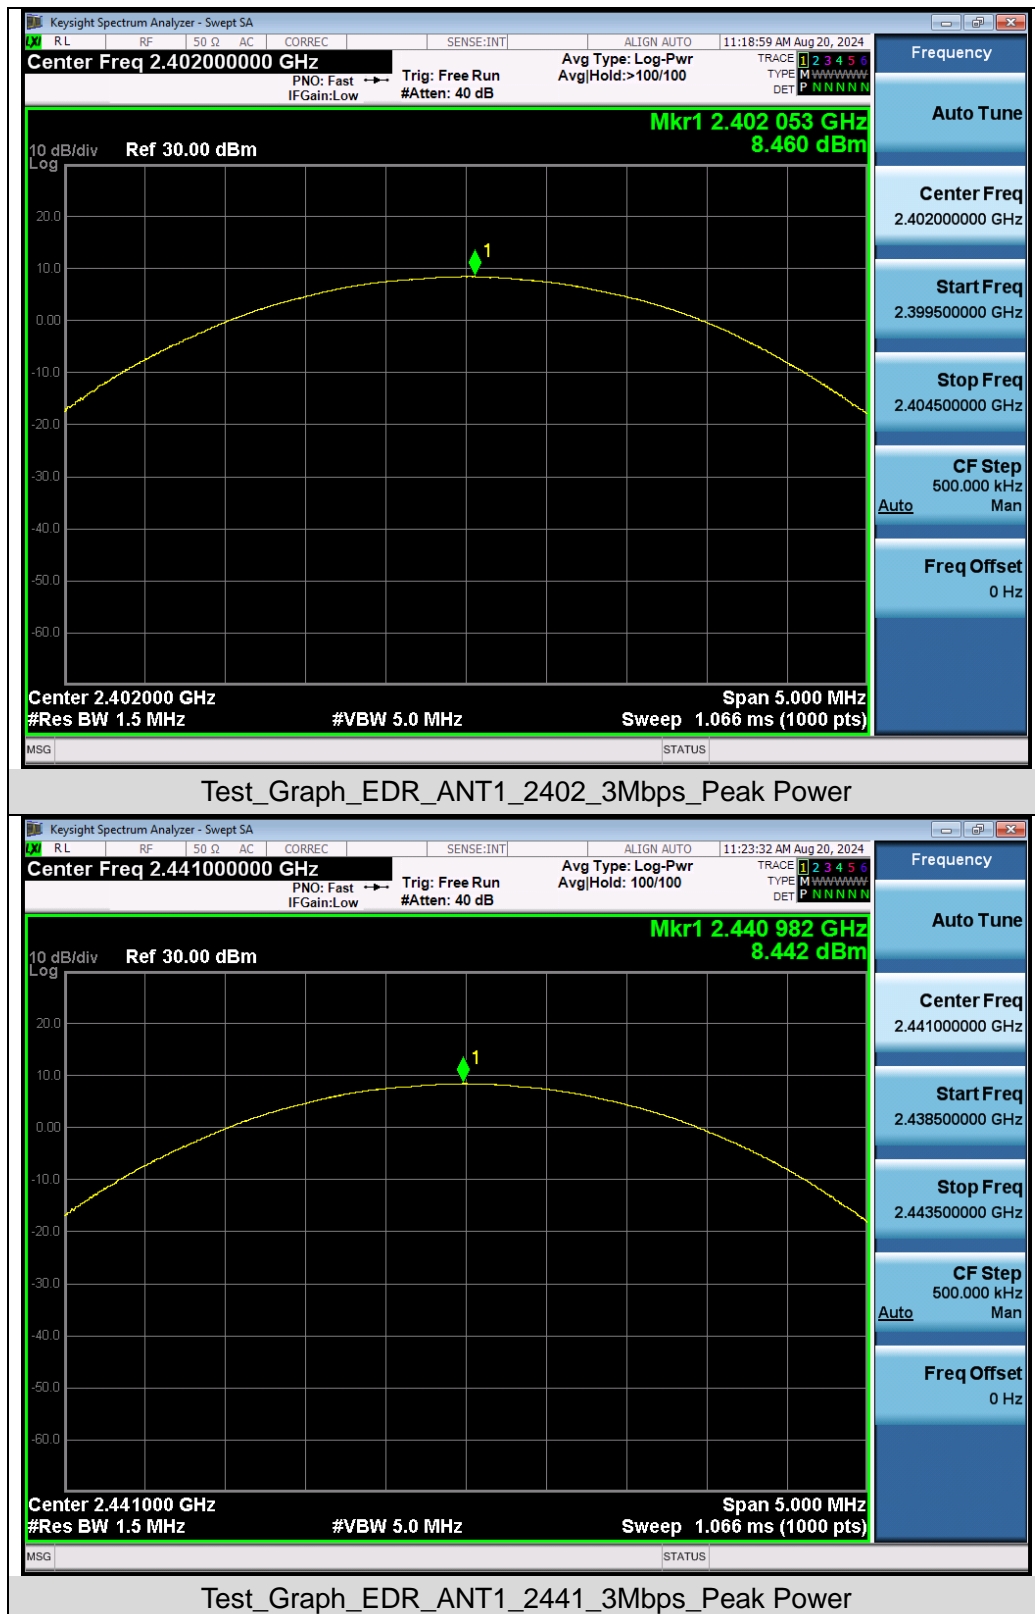 Keysight Spectrum Analyzer - Swept SA
LXI RL RF 50 Ω AC CORREC SENSE:INT ALIGN AUTO 11:18:59 AM Aug 20, 2024
Center Freq 2.402000000 GHz
PNO: Fast
IFGain:Low
Trig: Free Run
#Atten: 40 dB
Avg Type: Log-Pwr
Avg|Hold:>100/100
TRACE 1 2 3 4 5 6
TYPE M W W W W W
DET P N N N N N
Mkr1 2.402 053 GHz
8.460 dBm
10 dB/div Ref 30.00 dBm
Log
20.0
1
10.0
0.00
-10.0
-20.0
-30.0
-40.0
-50.0
-60.0
Center 2.402000 GHz Span 5.000 MHz
#Res BW 1.5 MHz #VBW 5.0 MHz Sweep 1.066 ms (1000 pts)
MSG STATUS
Frequency
Auto Tune
Center Freq
2.402000000 GHz
Start Freq
2.399500000 GHz
Stop Freq
2.404500000 GHz
CF Step
500.000 kHz
Auto Man
Freq Offset
0 Hz
Test_Graph_EDR_ANT1_2402_3Mbps_Peak Power
Keysight Spectrum Analyzer - Swept SA
LXI RL RF 50 Ω AC CORREC SENSE:INT ALIGN AUTO 11:23:32 AM Aug 20, 2024
Center Freq 2.441000000 GHz
PNO: Fast
IFGain:Low
Trig: Free Run
#Atten: 40 dB
Avg Type: Log-Pwr
Avg|Hold: 100/100
TRACE 1 2 3 4 5 6
TYPE M W W W W W
DET P N N N N N
Mkr1 2.440 982 GHz
8.442 dBm
10 dB/div Ref 30.00 dBm
Log
20.0
1
10.0
0.00
-10.0
-20.0
-30.0
-40.0
-50.0
-60.0
Center 2.441000 GHz Span 5.000 MHz
#Res BW 1.5 MHz #VBW 5.0 MHz Sweep 1.066 ms (1000 pts)
MSG STATUS
Frequency
Auto Tune
Center Freq
2.441000000 GHz
Start Freq
2.438500000 GHz
Stop Freq
2.443500000 GHz
CF Step
500.000 kHz
Auto Man
Freq Offset
0 Hz
Test_Graph_EDR_ANT1_2441_3Mbps_Peak Power